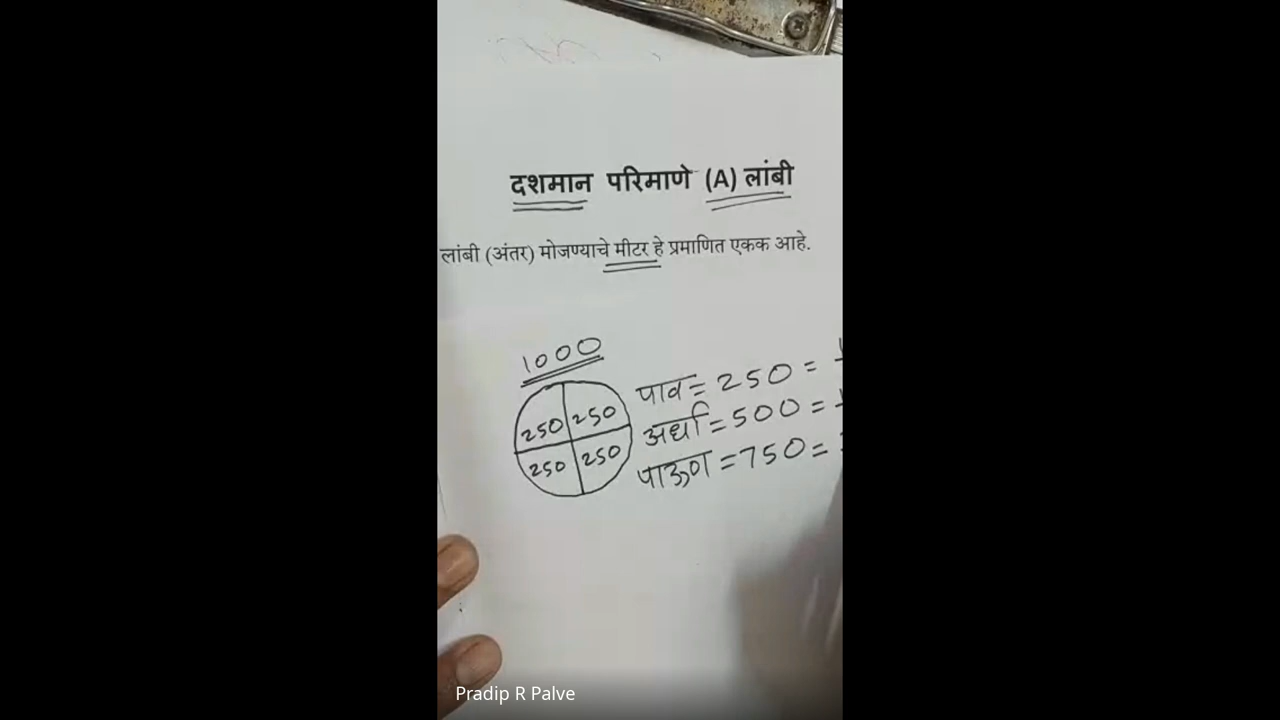 दशमान परिमाणे (A) लांबी
लांबी (अंतर) मोजण्याचे मीटर हे प्रमाणित एकक आहे.
1000
250 250
250 250
पाव = 250 =
अर्धा = 500 =
पाऊण = 750 =
Pradip R Palve